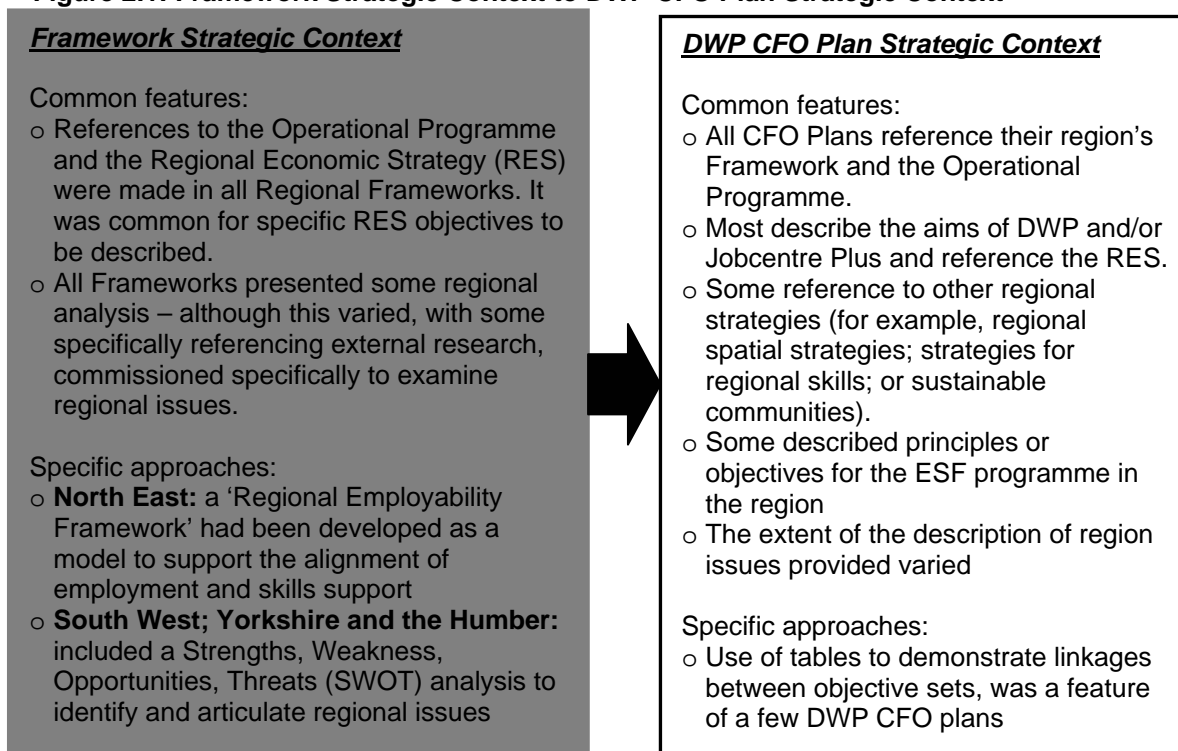 Figure 2.1: Framework Strategic Context to DWP CFO Plan Strategic Context
Framework Strategic Context
Common features:
o References to the Operational Programme
and the Regional Economic Strategy (RES)
were made in all Regional Frameworks. It
was common for specific RES objectives to
be described.
o All Frameworks presented some regional
analysis – although this varied, with some
specifically referencing external research,
commissioned specifically to examine
regional issues.
Specific approaches:
o North East: a ‘Regional Employability
Framework’ had been developed as a
model to support the alignment of
employment and skills support
o South West; Yorkshire and the Humber:
included a Strengths, Weakness,
Opportunities, Threats (SWOT) analysis to
identify and articulate regional issues
DWP CFO Plan Strategic Context
Common features:
o All CFO Plans reference their region’s
Framework and the Operational
Programme.
o Most describe the aims of DWP and/or
Jobcentre Plus and reference the RES.
o Some reference to other regional
strategies (for example, regional
spatial strategies; strategies for
regional skills; or sustainable
communities).
o Some described principles or
objectives for the ESF programme in
the region
o The extent of the description of region
issues provided varied
Specific approaches:
o Use of tables to demonstrate linkages
between objective sets, was a feature
of a few DWP CFO plans